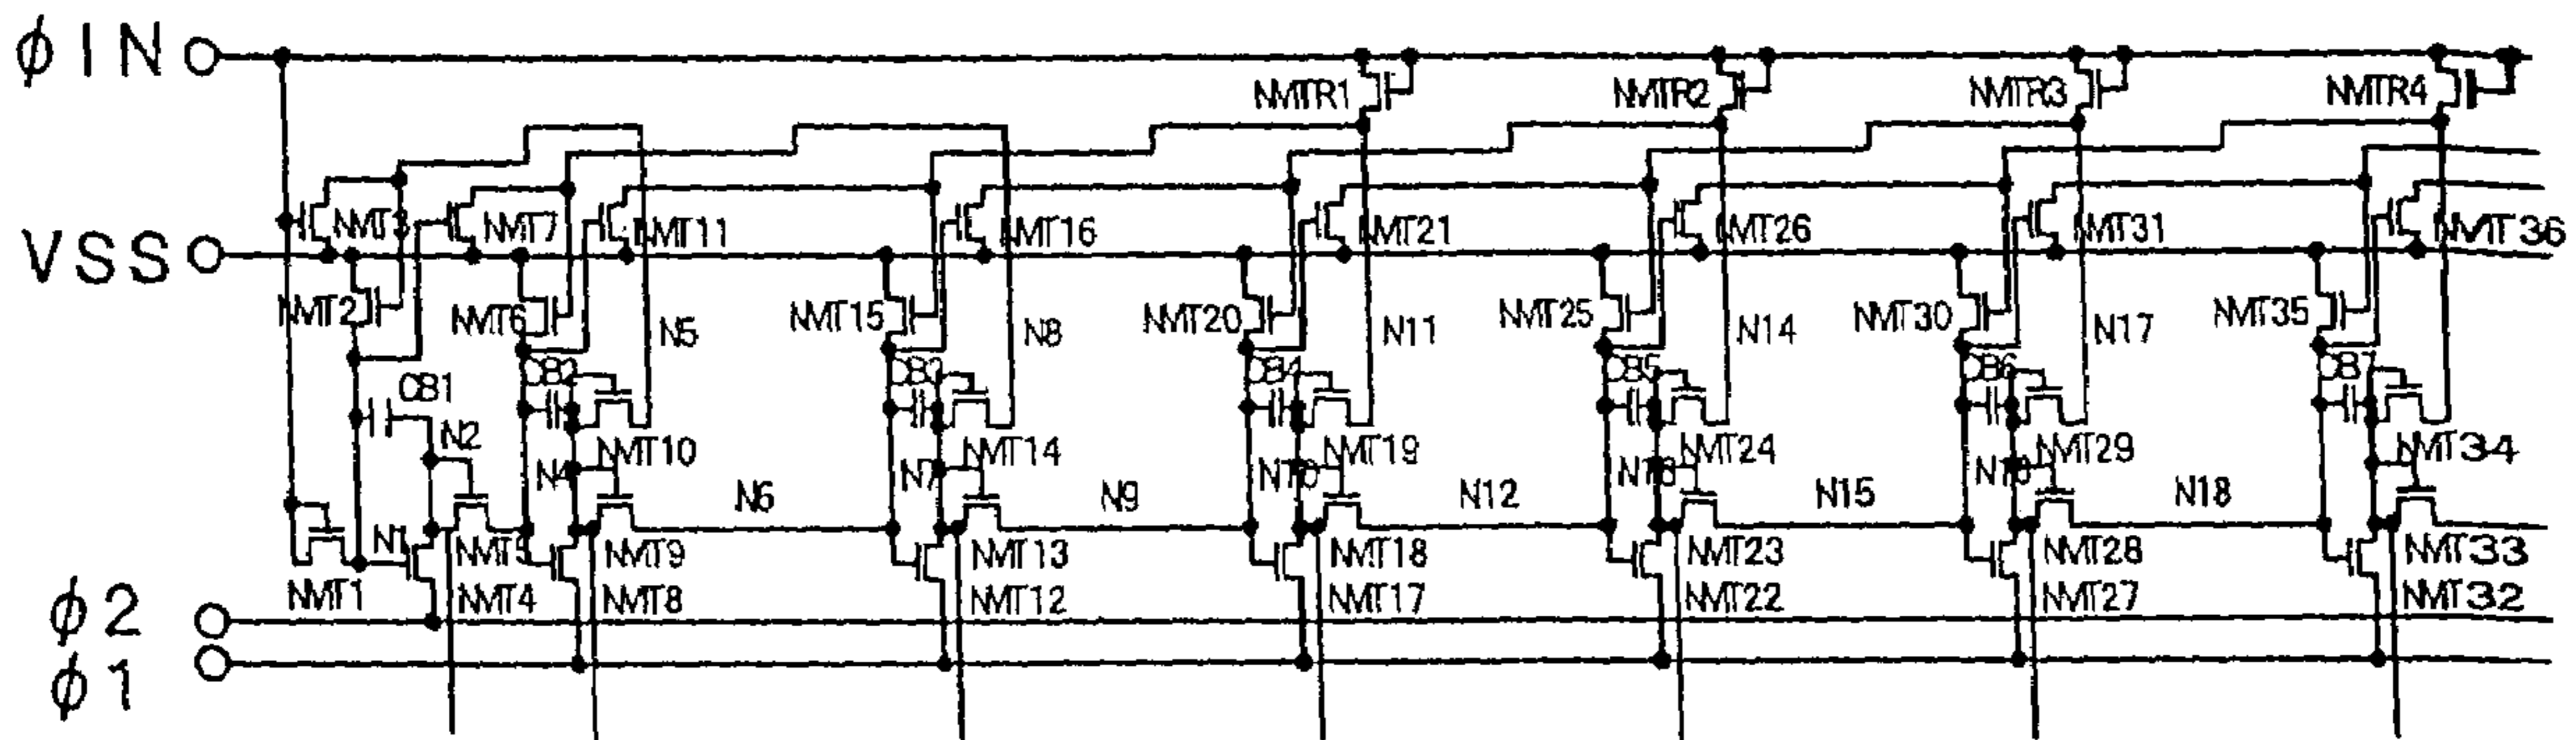 ϕIN
NMTR1 NMTR2 NMTR3 NMTR4
NMT3 NMT7 NMT11 NMT16 NMT21 NMT26 NMT31 NMT36
VSS
NMT2 NMT6 NMT15 NMT20 NMT25 NMT30 NMT35
N5 N8 N11 N14 N17
CB1 CB2 CB3 CB4 CB5 CB6 CB7
N2 NMT10 NMT14 NMT19 NMT24 NMT29 NMT34
N4 N7 N10 N13 N16
N6 N9 N12 N15 N18
N1 NMT5 NMT9 NMT13 NMT18 NMT23 NMT28 NMT33
NMT1 NMT4 NMT8 NMT12 NMT17 NMT22 NMT27 NMT32
ϕ2
ϕ1